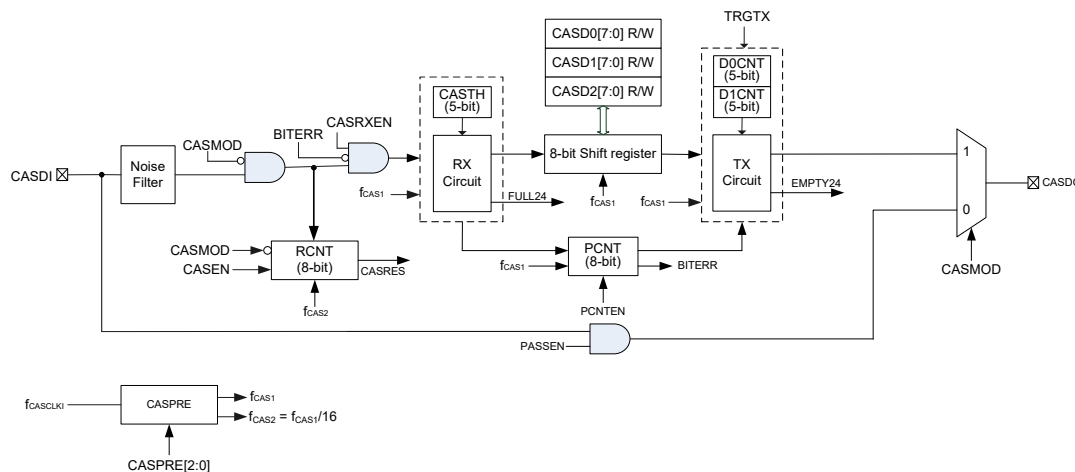 TRGTX
CASD0[7:0] R/W
CASD1[7:0] R/W
CASD2[7:0] R/W
D0CNT
(5-bit)
D1CNT
(5-bit)
CASTH
(5-bit)
CASRXEN
BITERR
CASMOD
CASDI
Noise
Filter
RX
Circuit
8-bit Shift register
TX
Circuit
1
0
CASDO
fCAS1
FULL24
fCAS1
fCAS1
EMPTY24
CASMOD
CASEN
RCNT
(8-bit)
CASRES
fCAS2
fCAS1
PCNT
(8-bit)
BITERR
PCNTEN
CASMOD
PASSEN
fCASCLKI
CASPRE
fCAS1
fCAS2 = fCAS1/16
CASPRE[2:0]